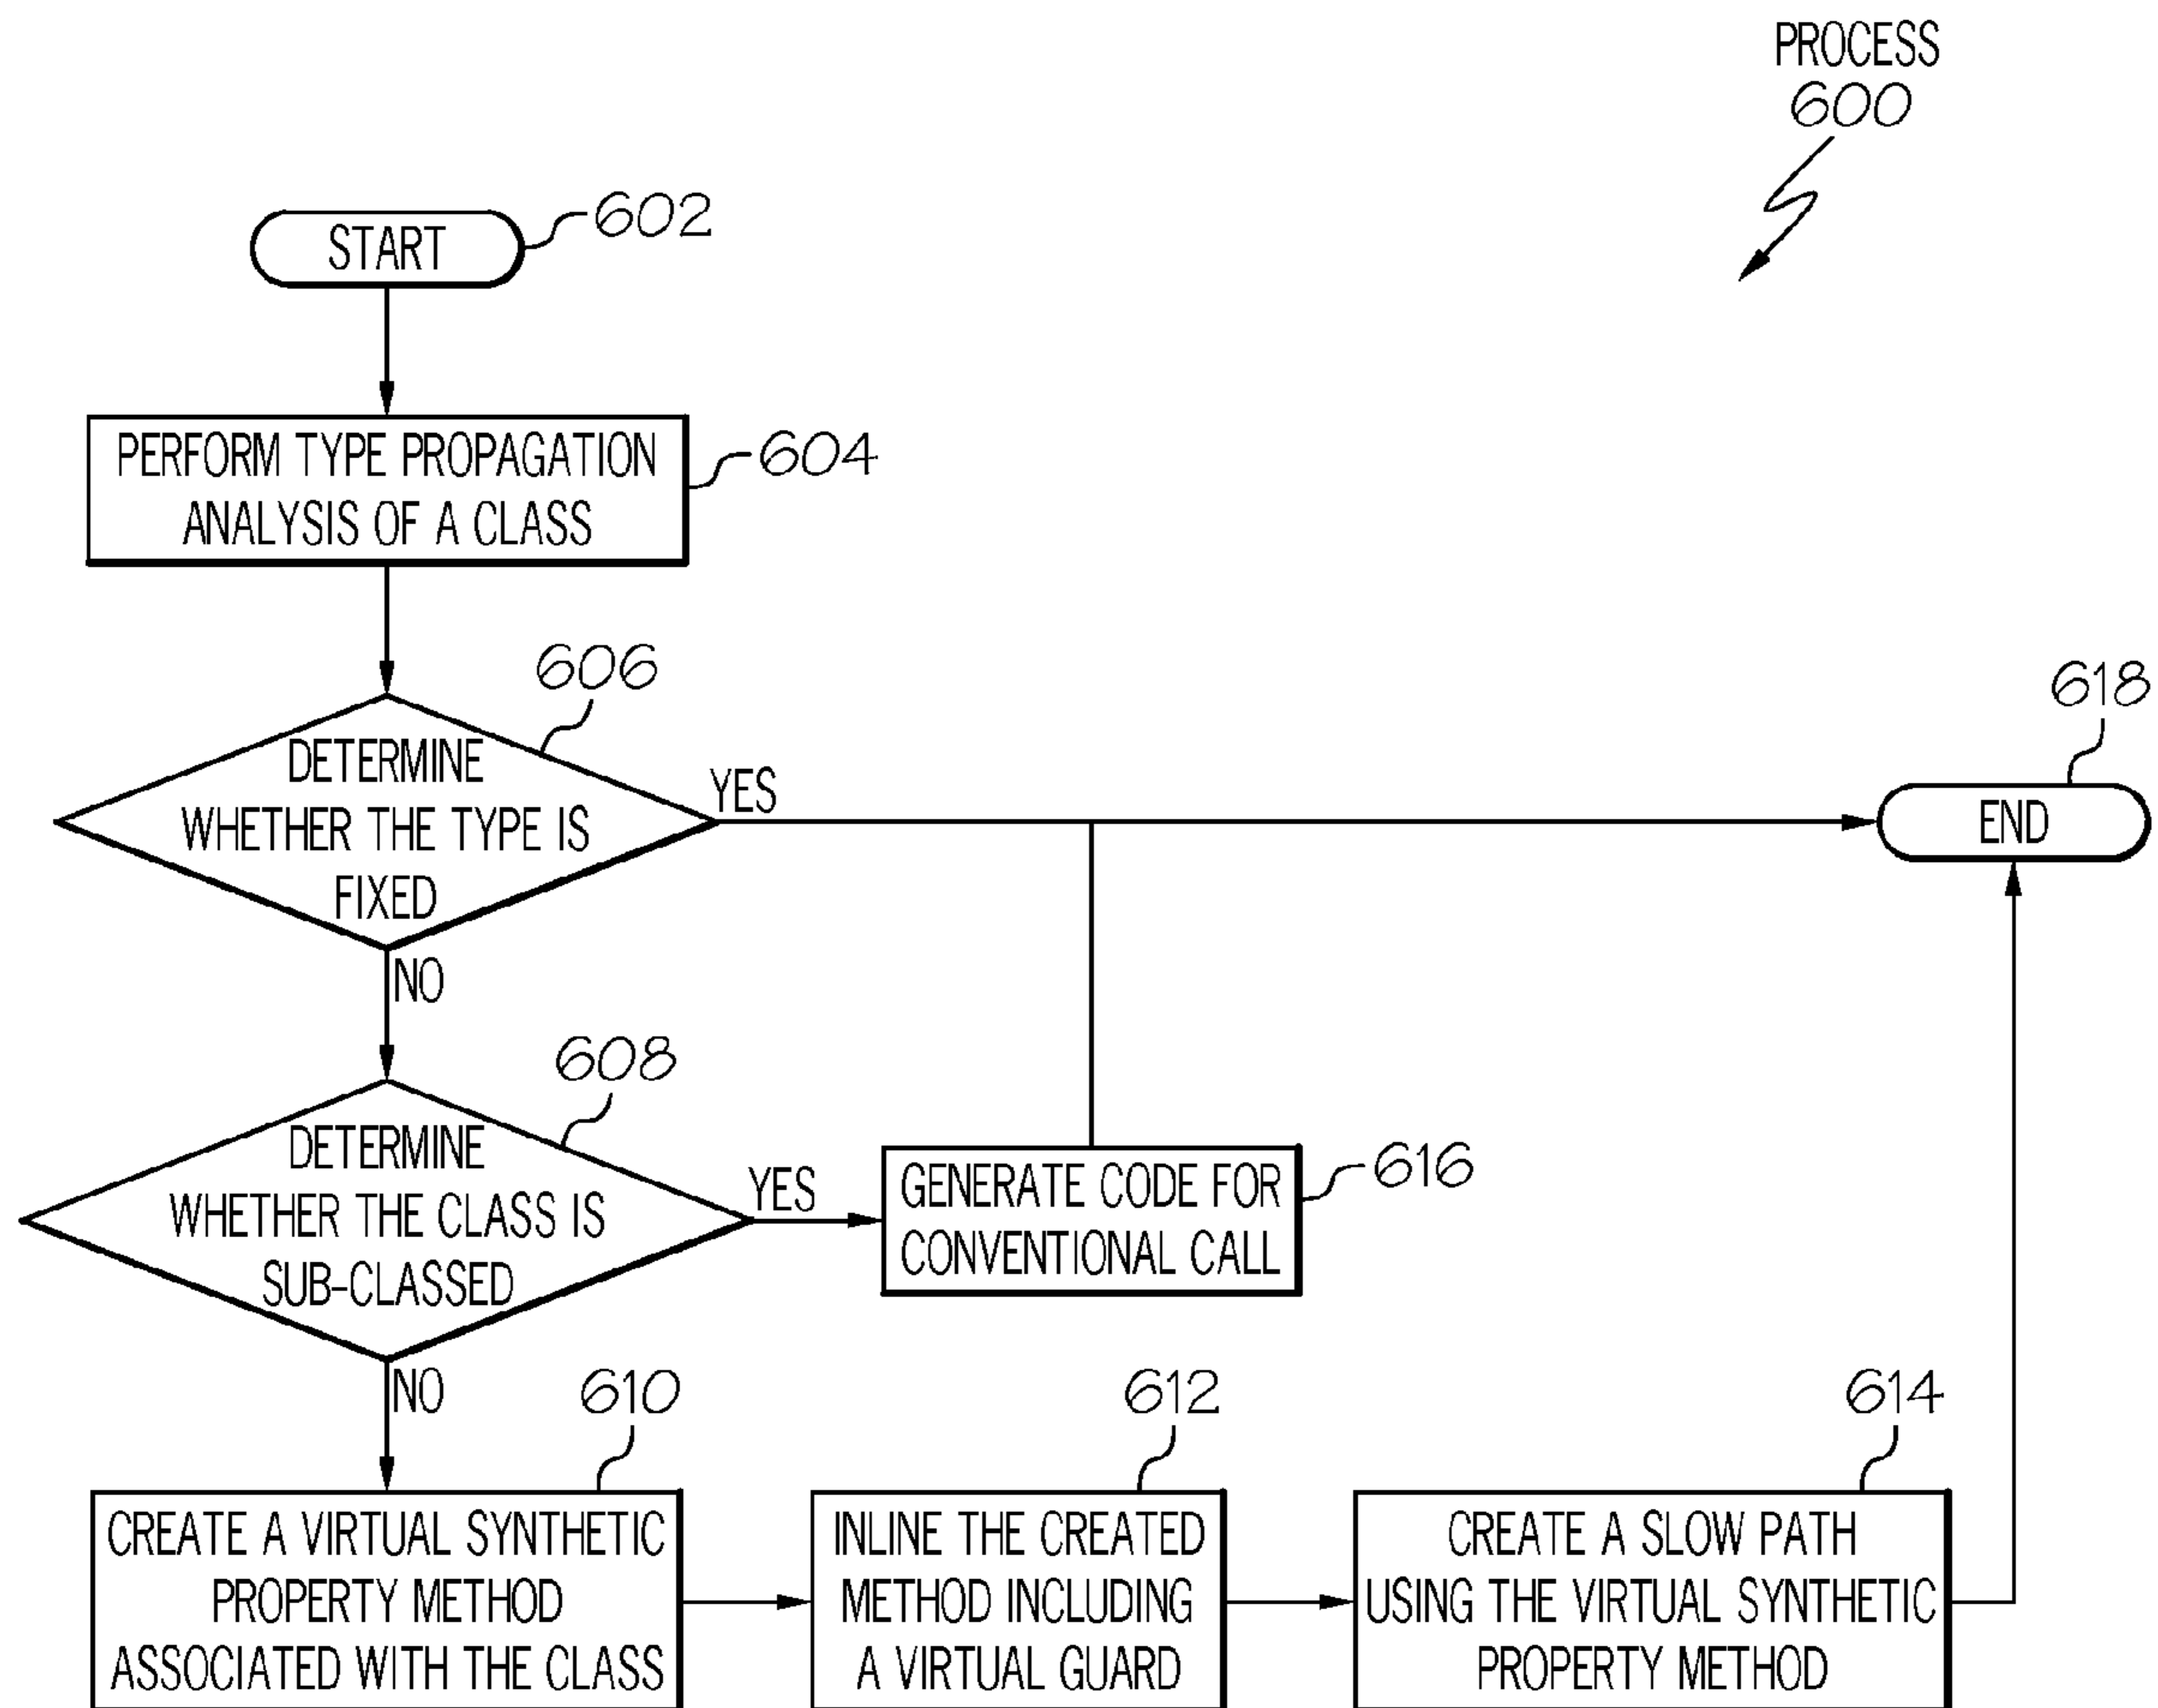 PROCESS
600
START
602
PERFORM TYPE PROPAGATION
ANALYSIS OF A CLASS
604
606
DETERMINE
WHETHER THE TYPE IS
FIXED
YES
NO
618
END
608
DETERMINE
WHETHER THE CLASS IS
SUB-CLASSED
YES
NO
GENERATE CODE FOR
CONVENTIONAL CALL
616
610
CREATE A VIRTUAL SYNTHETIC
PROPERTY METHOD
ASSOCIATED WITH THE CLASS
612
INLINE THE CREATED
METHOD INCLUDING
A VIRTUAL GUARD
614
CREATE A SLOW PATH
USING THE VIRTUAL SYNTHETIC
PROPERTY METHOD